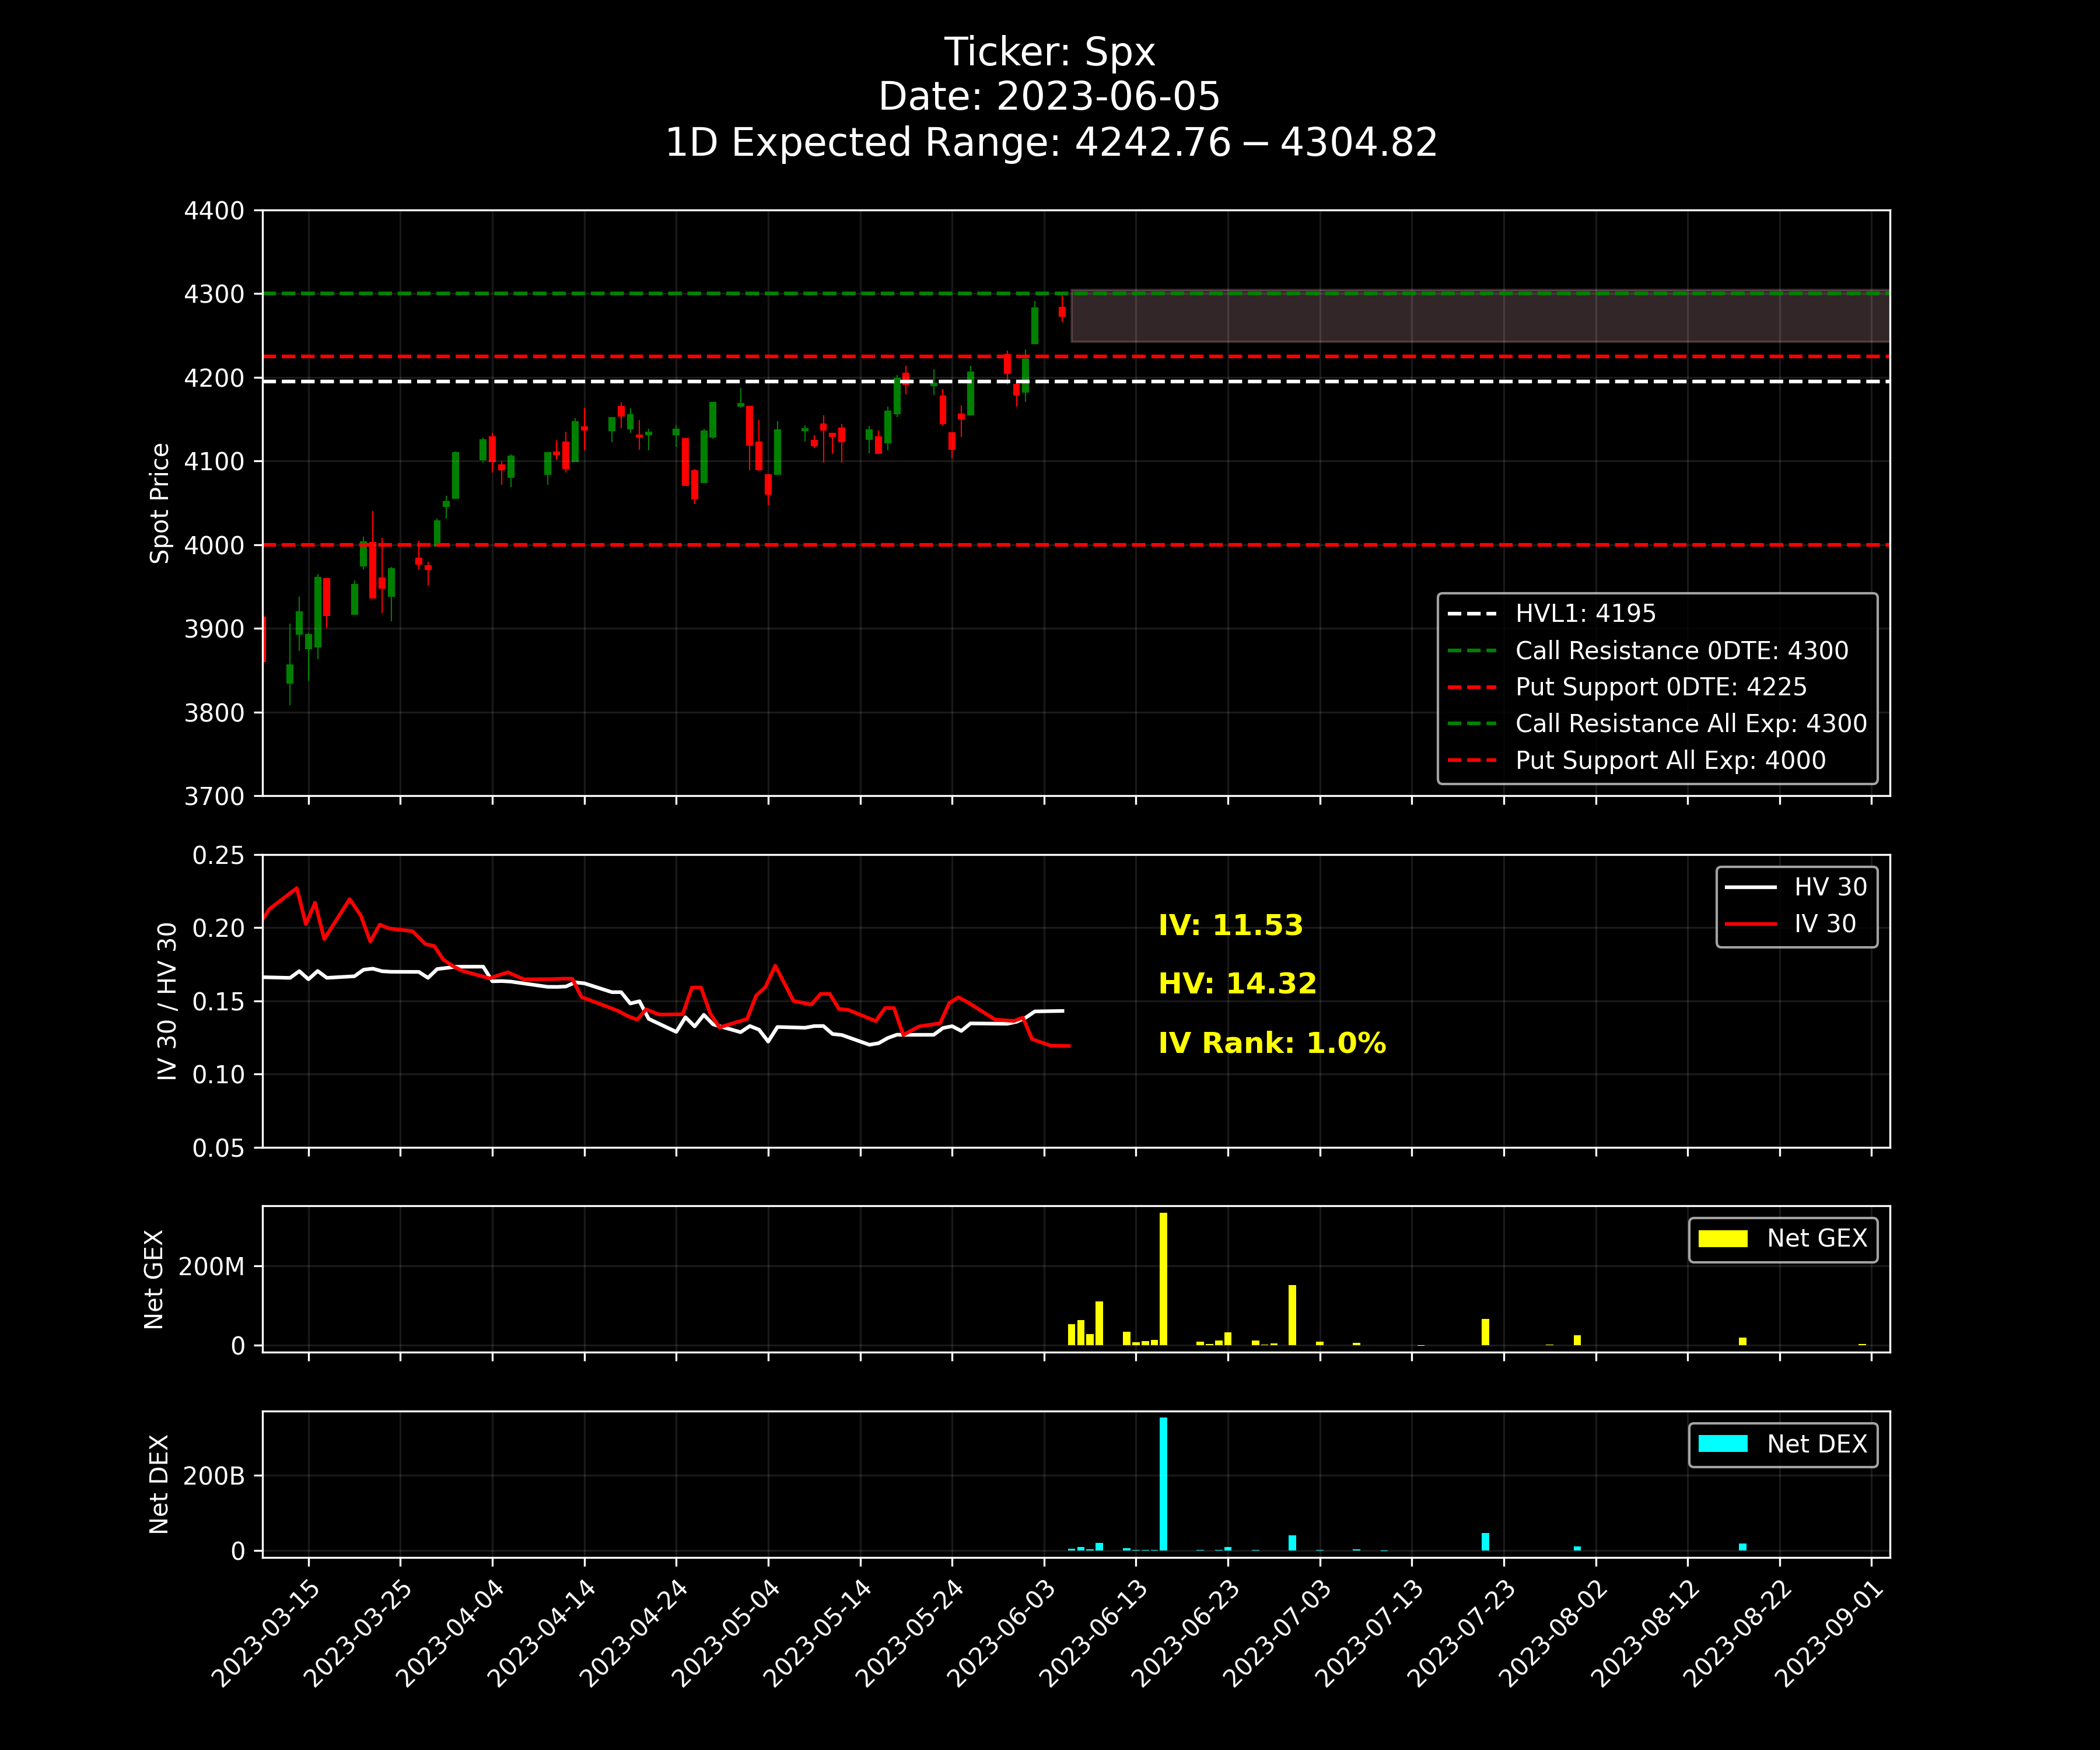 Ticker: Spx
Date: 2023-06-05
1D Expected Range: 4242.76 − 4304.82
Spot Price
4400
4300
4200
4100
4000
3900
3800
3700
HVL1: 4195
Call Resistance 0DTE: 4300
Put Support 0DTE: 4225
Call Resistance All Exp: 4300
Put Support All Exp: 4000
IV 30 / HV 30
0.25
0.20
0.15
0.10
0.05
IV: 11.53
HV: 14.32
IV Rank: 1.0%
HV 30
IV 30
Net GEX
200M
0
Net GEX
Net DEX
200B
0
Net DEX
2023-03-15
2023-03-25
2023-04-04
2023-04-14
2023-04-24
2023-05-04
2023-05-14
2023-05-24
2023-06-03
2023-06-13
2023-06-23
2023-07-03
2023-07-13
2023-07-23
2023-08-02
2023-08-12
2023-08-22
2023-09-01